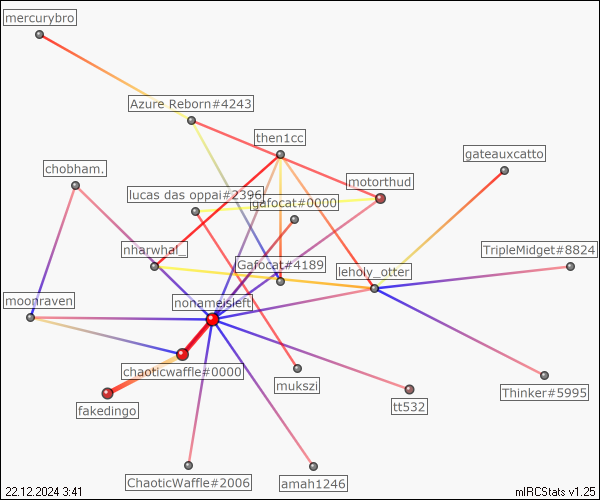 mercurybro
Azure Reborn#4243
then1cc
gateauxcatto
chobham.
motorthud
lucas das oppai#2396
gafocat#0000
nharwhal_
TripleMidget#8824
Gafocat#4189
leholy_otter
moonraven
nonameisleft
chaoticwaffle#0000
mukszi
Thinker#5995
fakedingo
tt532
ChaoticWaffle#2006
amah1246
22.12.2024 3:41
mIRCStats v1.25